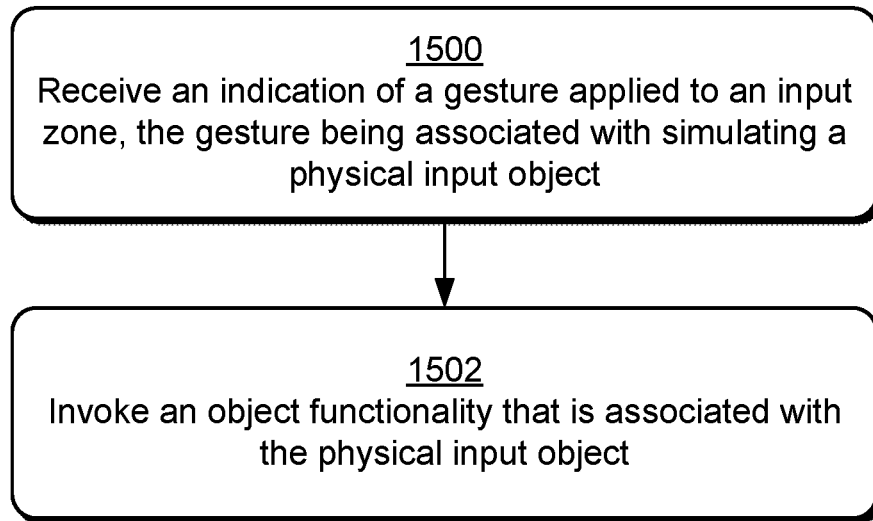 1500
Receive an indication of a gesture applied to an input
zone, the gesture being associated with simulating a
physical input object
1502
Invoke an object functionality that is associated with
the physical input object